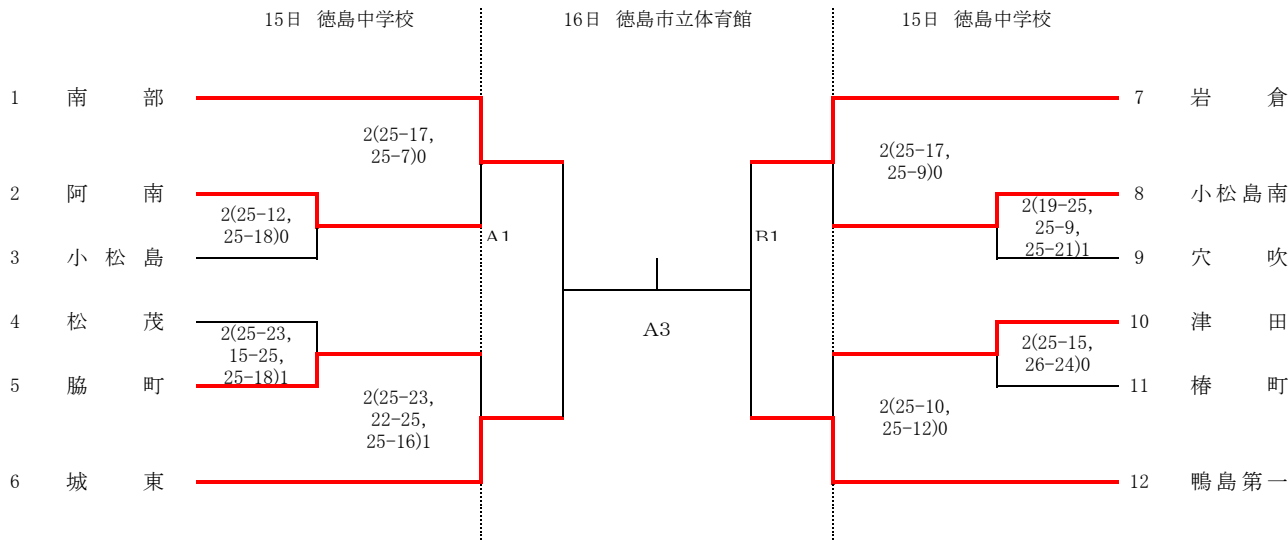 15日 徳島中学校 16日 徳島市立体育館 15日 徳島中学校
1 南部 7 岩倉
2(25-17,
25-7)0
2(25-17,
25-9)0
2 阿南 8 小松島南
2(25-12,
25-18)0
2(19-25,
25-9,
25-21)1
A1 B1
3 小松島 9 穴吹
4 松茂 10 津田
A3
2(25-23,
15-25,
25-18)1
2(25-15,
26-24)0
5 脇町 11 椿町
2(25-23,
22-25,
25-16)1
2(25-10,
25-12)0
6 城東 12 鴨島第一